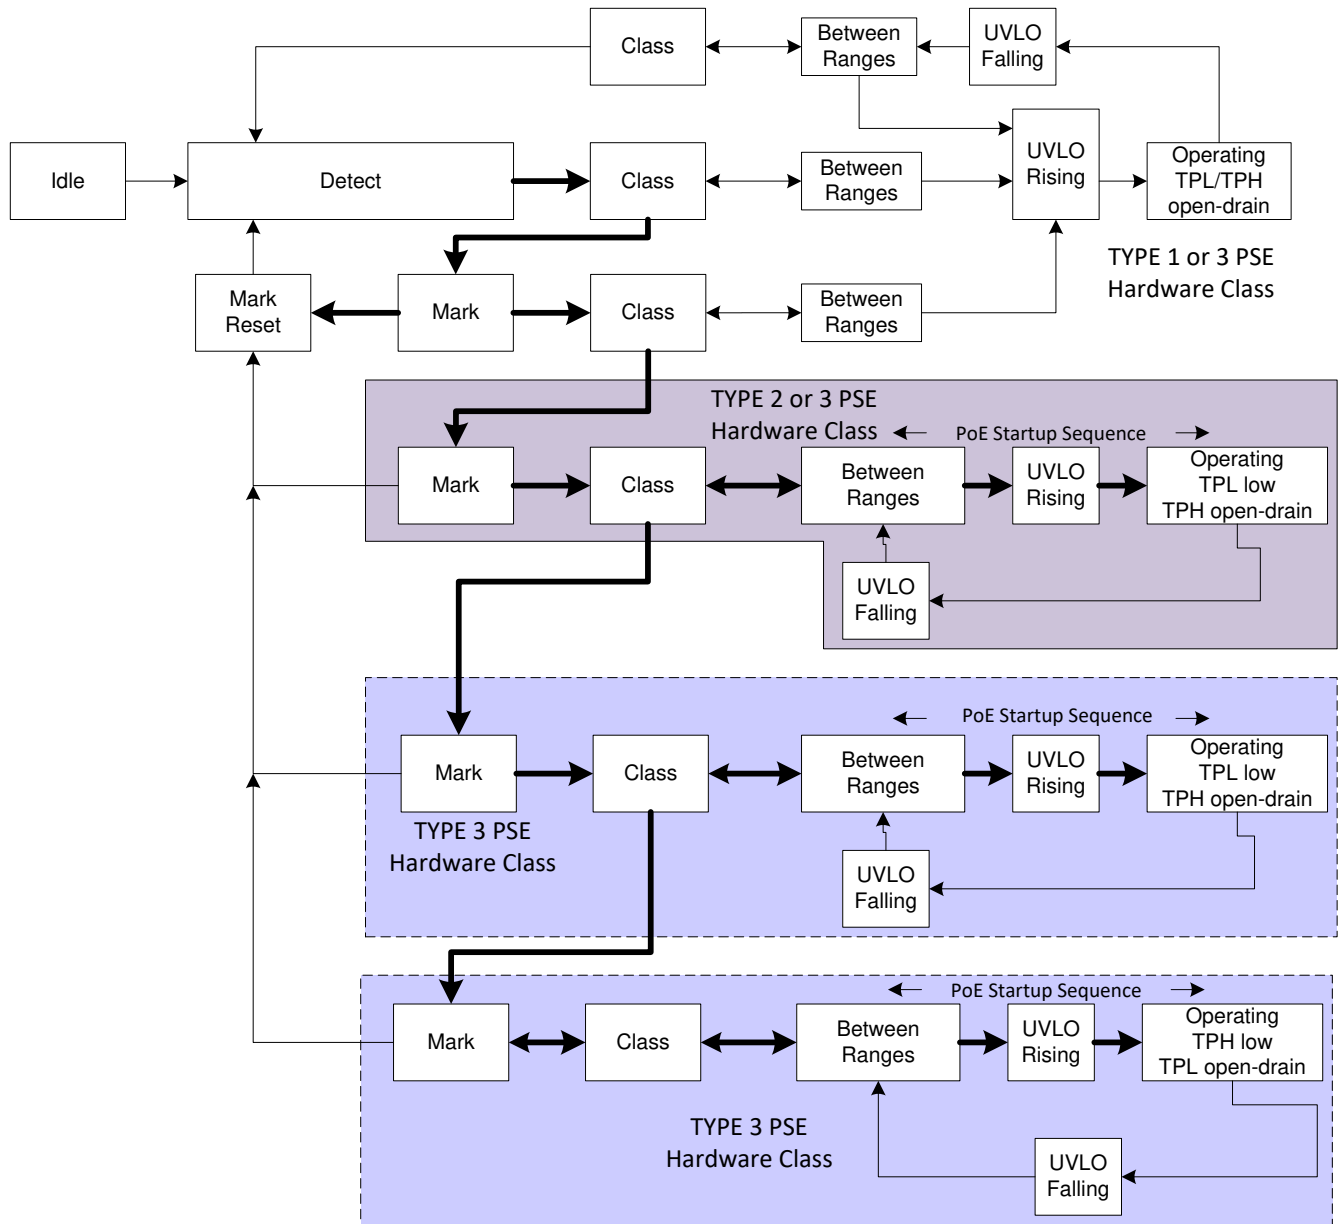 Class
Between
Ranges
UVLO
Falling
Idle
Detect
Class
Between
Ranges
UVLO
Rising
Operating
TPL/TPH
open-drain
TYPE 1 or 3 PSE
Hardware Class
Mark
Reset
Mark
Class
Between
Ranges
TYPE 2 or 3 PSE
Hardware Class
PoE Startup Sequence
Mark
Class
Between
Ranges
UVLO
Rising
Operating
TPL low
TPH open-drain
UVLO
Falling
PoE Startup Sequence
Mark
Class
Between
Ranges
UVLO
Rising
Operating
TPL low
TPH open-drain
TYPE 3 PSE
Hardware Class
UVLO
Falling
PoE Startup Sequence
Mark
Class
Between
Ranges
UVLO
Rising
Operating
TPH low
TPL open-drain
TYPE 3 PSE
Hardware Class
UVLO
Falling